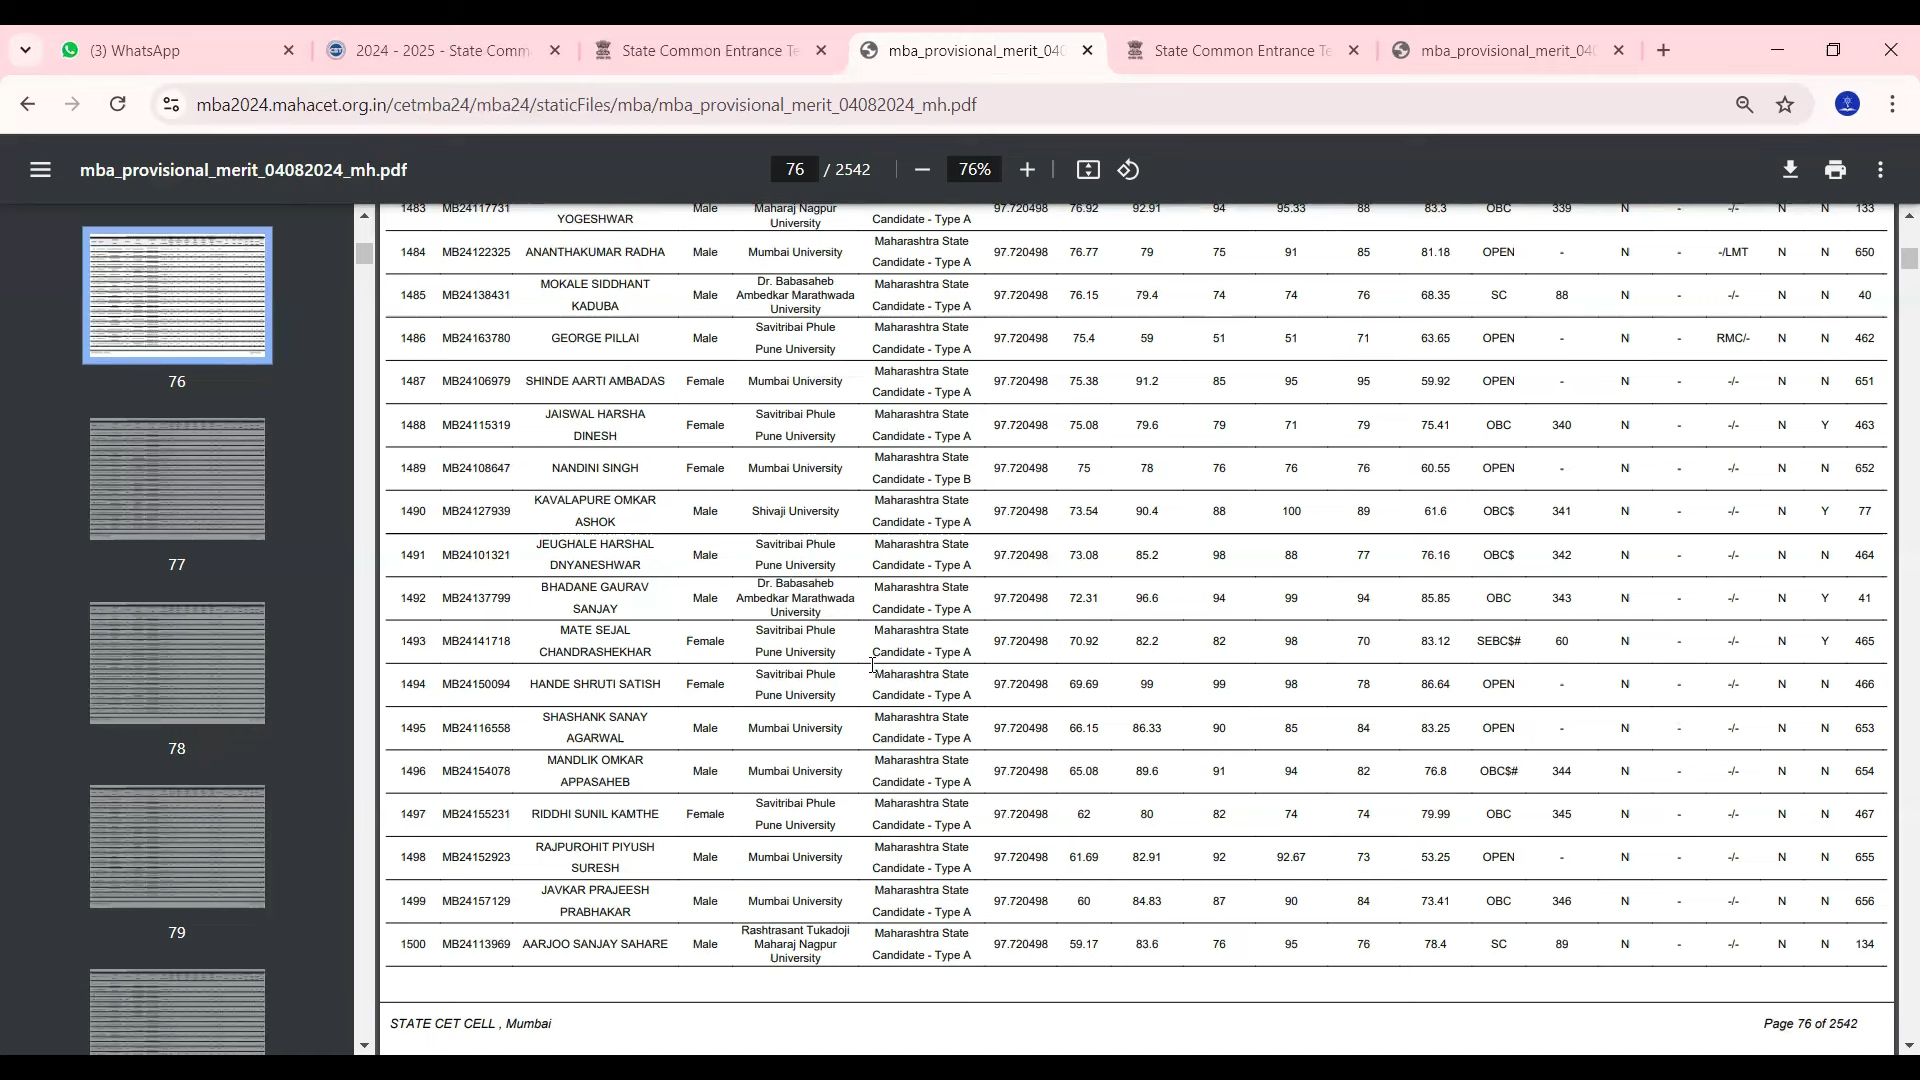 (3) WhatsApp
2024 - 2025 - State Comm
State Common Entrance Te
mba_provisional_merit_040
State Common Entrance Te
mba_provisional_merit_040
mba2024.mahacet.org.in/cetmba24/mba24/staticFiles/mba/mba_provisional_merit_04082024_mh.pdf
mba_provisional_merit_04082024_mh.pdf
76 / 2542
76%
76
77
78
79
1483 MB24117731 YOGESHWAR Male Maharaj Nagpur University Candidate - Type A 97.720498 76.92 92.91 94 95.33 88 83.3 OBC 339 N - -/- N N 133
1484 MB24122325 ANANTHAKUMAR RADHA Male Mumbai University Maharashtra State Candidate - Type A 97.720498 76.77 79 75 91 85 81.18 OPEN - N - -/LMT N N 650
1485 MB24138431 MOKALE SIDDHANT KADUBA Male Dr. Babasaheb Ambedkar Marathwada University Maharashtra State Candidate - Type A 97.720498 76.15 79.4 74 74 76 68.35 SC 88 N - -/- N N 40
1486 MB24163780 GEORGE PILLAI Male Savitribai Phule Pune University Maharashtra State Candidate - Type A 97.720498 75.4 59 51 51 71 63.65 OPEN - N - RMC/- N N 462
1487 MB24106979 SHINDE AARTI AMBADAS Female Mumbai University Maharashtra State Candidate - Type A 97.720498 75.38 91.2 85 95 95 59.92 OPEN - N - -/- N N 651
1488 MB24115319 JAISWAL HARSHA DINESH Female Savitribai Phule Pune University Maharashtra State Candidate - Type A 97.720498 75.08 79.6 79 71 79 75.41 OBC 340 N - -/- N Y 463
1489 MB24108647 NANDINI SINGH Female Mumbai University Maharashtra State Candidate - Type B 97.720498 75 78 76 76 76 60.55 OPEN - N - -/- N N 652
1490 MB24127939 KAVALAPURE OMKAR ASHOK Male Shivaji University Maharashtra State Candidate - Type A 97.720498 73.54 90.4 88 100 89 61.6 OBC$ 341 N - -/- N Y 77
1491 MB24101321 JEUGHALE HARSHAL DNYANESHWAR Male Savitribai Phule Pune University Maharashtra State Candidate - Type A 97.720498 73.08 85.2 98 88 77 76.16 OBC$ 342 N - -/- N N 464
1492 MB24137799 BHADANE GAURAV SANJAY Male Dr. Babasaheb Ambedkar Marathwada University Maharashtra State Candidate - Type A 97.720498 72.31 96.6 94 99 94 85.85 OBC 343 N - -/- N Y 41
1493 MB24141718 MATE SEJAL CHANDRASHEKHAR Female Savitribai Phule Pune University Maharashtra State Candidate - Type A 97.720498 70.92 82.2 82 98 70 83.12 SEBC$# 60 N - -/- N Y 465
1494 MB24150094 HANDE SHRUTI SATISH Female Savitribai Phule Pune University Maharashtra State Candidate - Type A 97.720498 69.69 99 99 98 78 86.64 OPEN - N - -/- N N 466
1495 MB24116558 SHASHANK SANAY AGARWAL Male Mumbai University Maharashtra State Candidate - Type A 97.720498 66.15 86.33 90 85 84 83.25 OPEN - N - -/- N N 653
1496 MB24154078 MANDLIK OMKAR APPASAHEB Male Mumbai University Maharashtra State Candidate - Type A 97.720498 65.08 89.6 91 94 82 76.8 OBC$# 344 N - -/- N N 654
1497 MB24155231 RIDDHI SUNIL KAMTHE Female Savitribai Phule Pune University Maharashtra State Candidate - Type A 97.720498 62 80 82 74 74 79.99 OBC 345 N - -/- N N 467
1498 MB24152923 RAJPUROHIT PIYUSH SURESH Male Mumbai University Maharashtra State Candidate - Type A 97.720498 61.69 82.91 92 92.67 73 53.25 OPEN - N - -/- N N 655
1499 MB24157129 JAVKAR PRAJEESH PRABHAKAR Male Mumbai University Maharashtra State Candidate - Type A 97.720498 60 84.83 87 90 84 73.41 OBC 346 N - -/- N N 656
1500 MB24113969 AARJOO SANJAY SAHARE Male Rashtrasant Tukadoji Maharaj Nagpur University Maharashtra State Candidate - Type A 97.720498 59.17 83.6 76 95 76 78.4 SC 89 N - -/- N N 134
STATE CET CELL , Mumbai
Page 76 of 2542